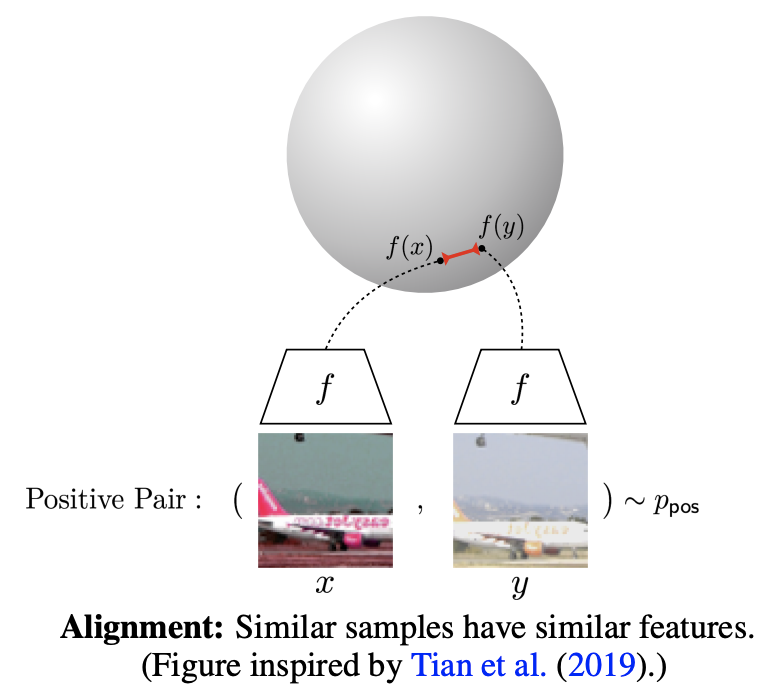 f(y)
f(x)
f f
Positive Pair : ( , ) ∼ p_pos
x y
Alignment: Similar samples have similar features.
(Figure inspired by Tian et al. (2019).)